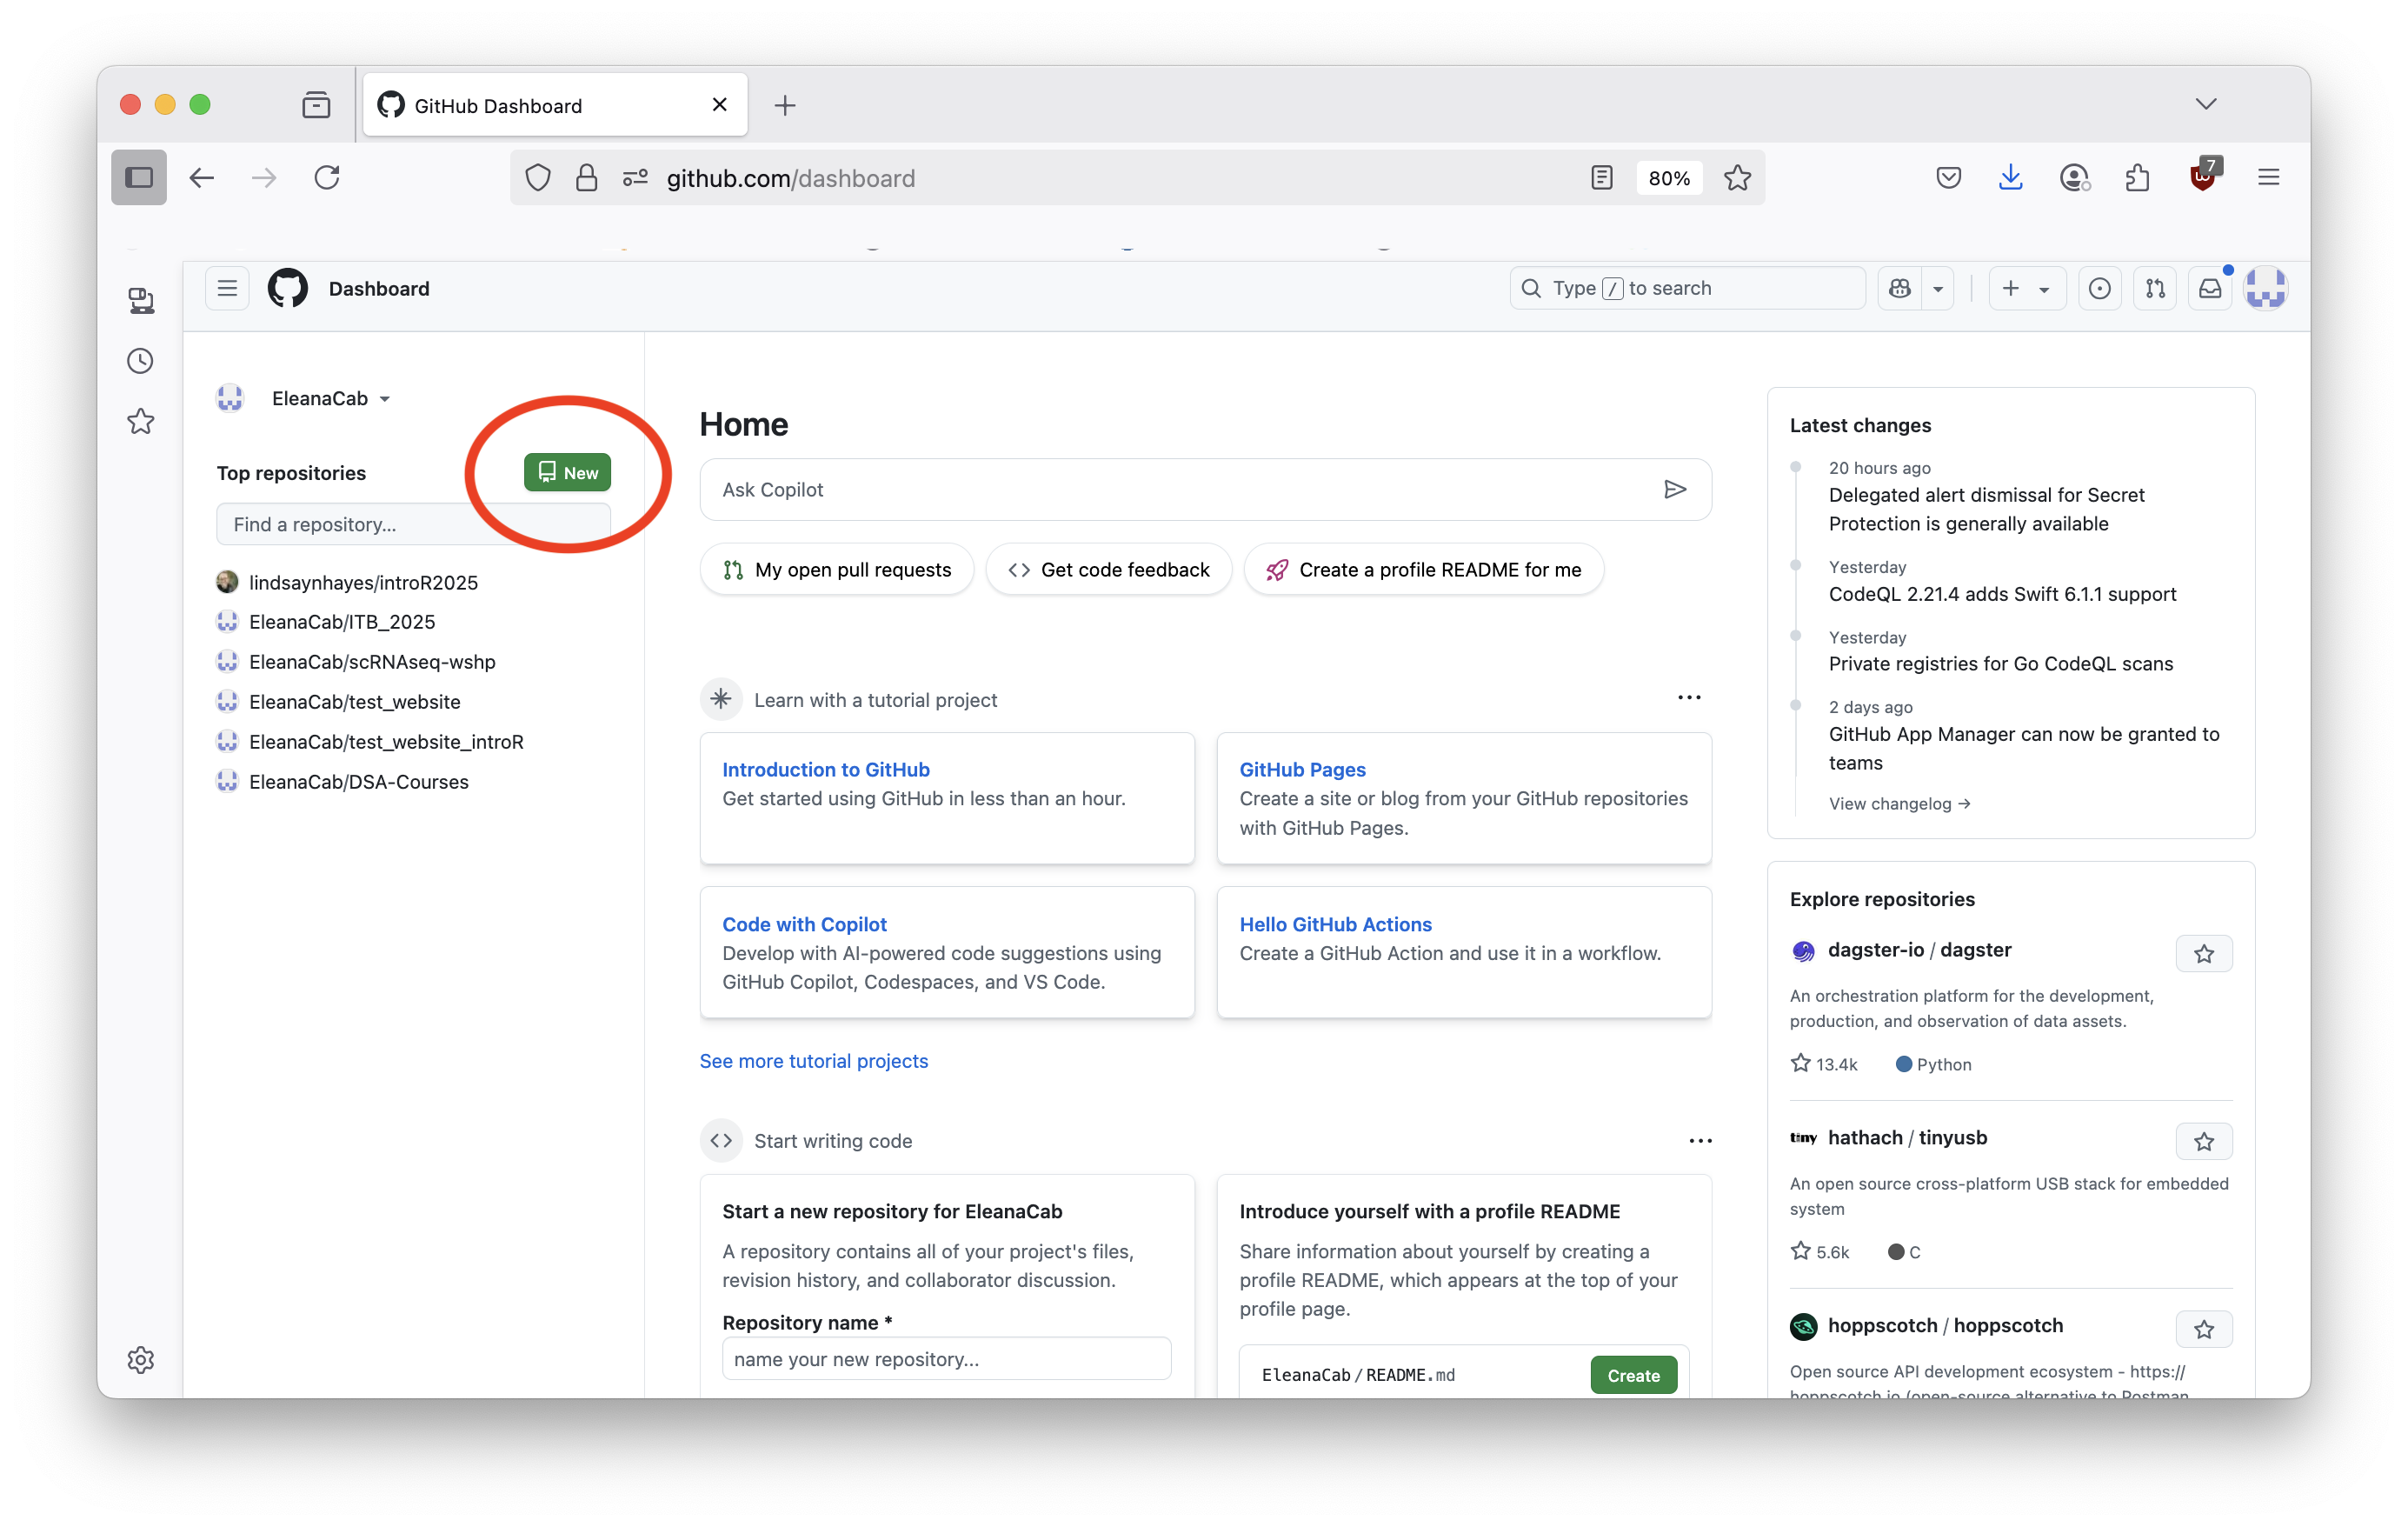 GitHub Dashboard
github.com/dashboard
80%
7
Dashboard
Type / to search
EleanaCab
Top repositories
New
Find a repository...
lindsaynhayes/introR2025
EleanaCab/ITB_2025
EleanaCab/scRNAseq-wshp
EleanaCab/test_website
EleanaCab/test_website_introR
EleanaCab/DSA-Courses
Home
Ask Copilot
My open pull requests
Get code feedback
Create a profile README for me
Learn with a tutorial project
Introduction to GitHub
Get started using GitHub in less than an hour.
GitHub Pages
Create a site or blog from your GitHub repositories
with GitHub Pages.
Code with Copilot
Develop with AI-powered code suggestions using
GitHub Copilot, Codespaces, and VS Code.
Hello GitHub Actions
Create a GitHub Action and use it in a workflow.
See more tutorial projects
Start writing code
Start a new repository for EleanaCab
A repository contains all of your project's files,
revision history, and collaborator discussion.
Repository name *
name your new repository...
Introduce yourself with a profile README
Share information about yourself by creating a
profile README, which appears at the top of your
profile page.
EleanaCab / README.md
Create
Latest changes
20 hours ago
Delegated alert dismissal for Secret
Protection is generally available
Yesterday
CodeQL 2.21.4 adds Swift 6.1.1 support
Yesterday
Private registries for Go CodeQL scans
2 days ago
GitHub App Manager can now be granted to
teams
View changelog →
Explore repositories
dagster-io / dagster
An orchestration platform for the development,
production, and observation of data assets.
13.4k
Python
tiny
hathach / tinyusb
An open source cross-platform USB stack for embedded
system
5.6k
C
hoppscotch / hoppscotch
Open source API development ecosystem - https://
hoppscotch.io (open-source alternative to Postman